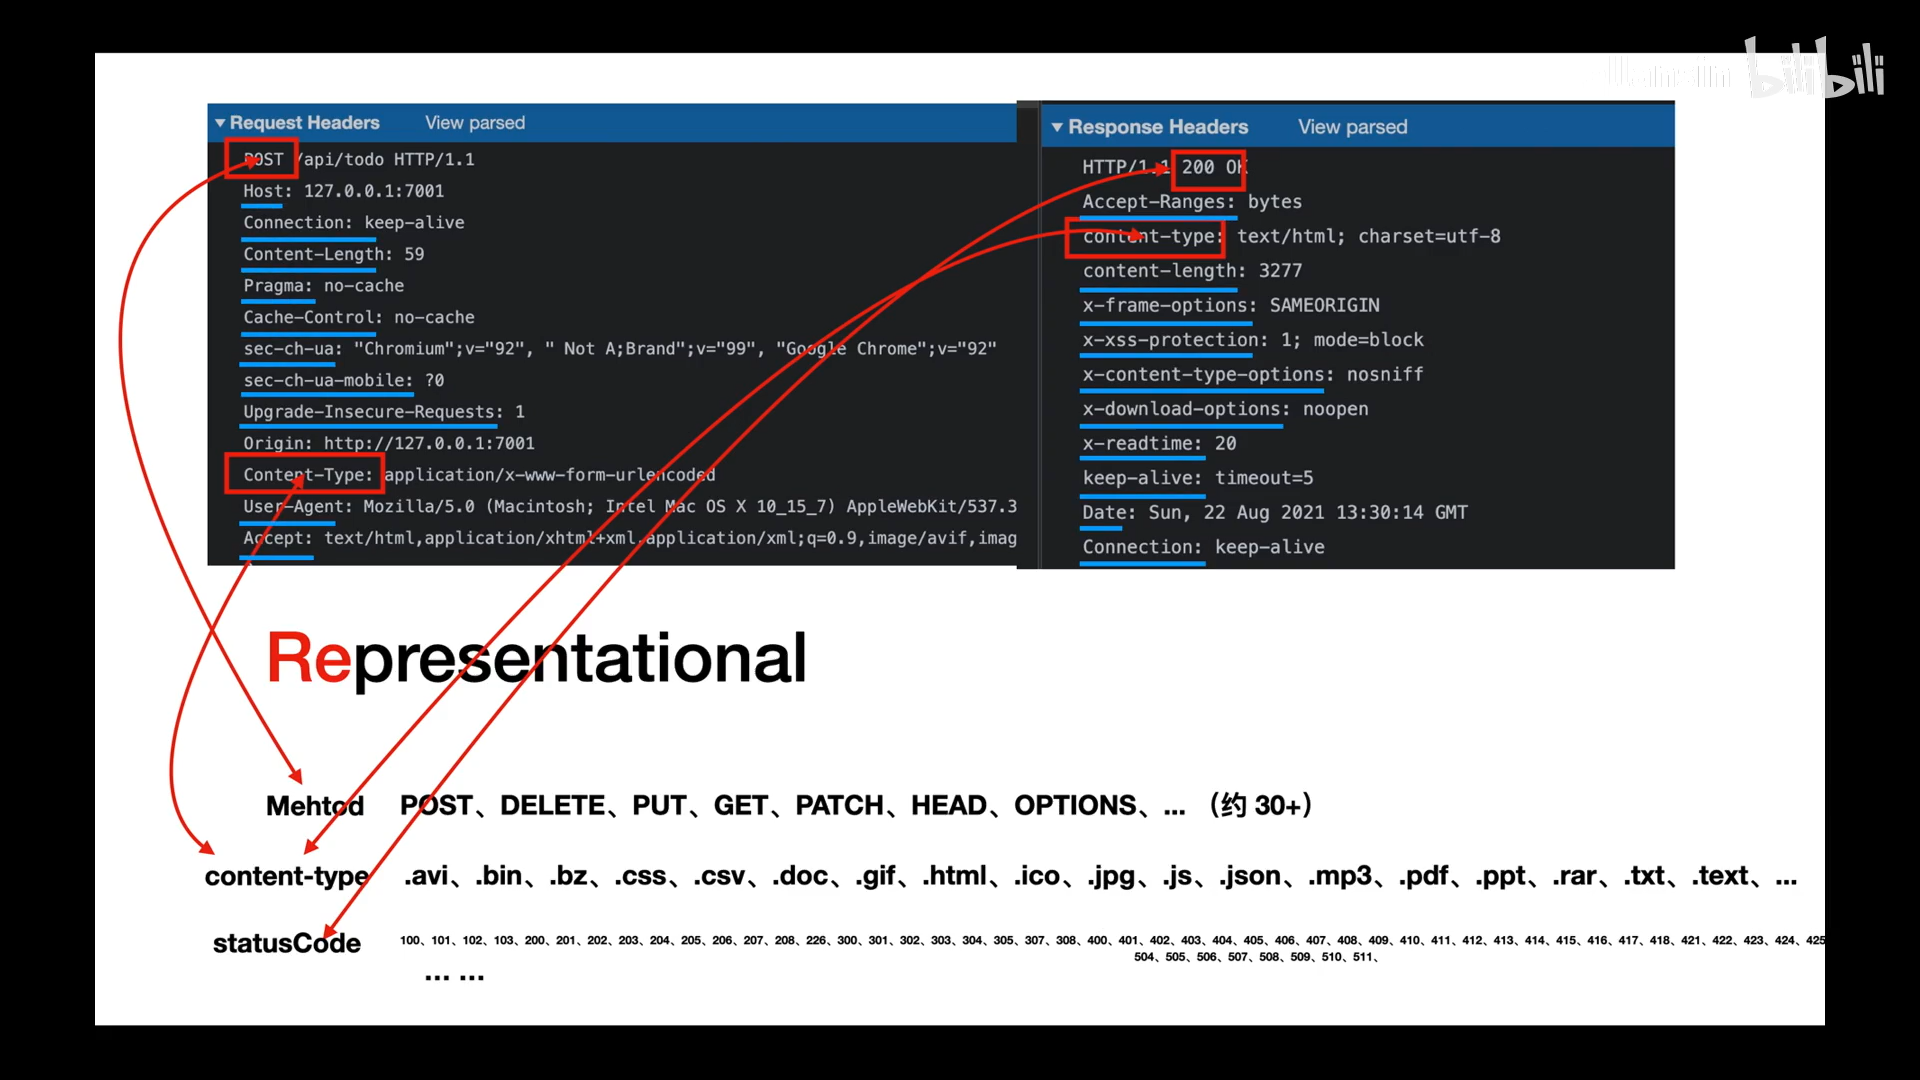 bilibili
Request Headers View parsed
POST /api/todo HTTP/1.1
Host: 127.0.0.1:7001
Connection: keep-alive
Content-Length: 59
Pragma: no-cache
Cache-Control: no-cache
sec-ch-ua: "Chromium";v="92", " Not A;Brand";v="99", "Google Chrome";v="92"
sec-ch-ua-mobile: ?0
Upgrade-Insecure-Requests: 1
Origin: http://127.0.0.1:7001
Content-Type: application/x-www-form-urlencoded
User-Agent: Mozilla/5.0 (Macintosh; Intel Mac OS X 10_15_7) AppleWebKit/537.3
Accept: text/html,application/xhtml+xml,application/xml;q=0.9,image/avif,imag
Response Headers View parsed
HTTP/1.1 200 OK
Accept-Ranges: bytes
content-type: text/html; charset=utf-8
content-length: 3277
x-frame-options: SAMEORIGIN
x-xss-protection: 1; mode=block
x-content-type-options: nosniff
x-download-options: noopen
x-readtime: 20
keep-alive: timeout=5
Date: Sun, 22 Aug 2021 13:30:14 GMT
Connection: keep-alive
Representational
Mehtod POST、DELETE、PUT、GET、PATCH、HEAD、OPTIONS、... （约 30+）
content-type .avi、.bin、.bz、.css、.csv、.doc、.gif、.html、.ico、.jpg、.js、.json、.mp3、.pdf、.ppt、.rar、.txt、.text、...
statusCode 100、101、102、103、200、201、202、203、204、205、206、207、208、226、300、301、302、303、304、305、307、308、400、401、402、403、404、405、406、407、408、409、410、411、412、413、414、415、416、417、418、421、422、423、424、425
504、505、506、507、508、509、510、511、
... ...